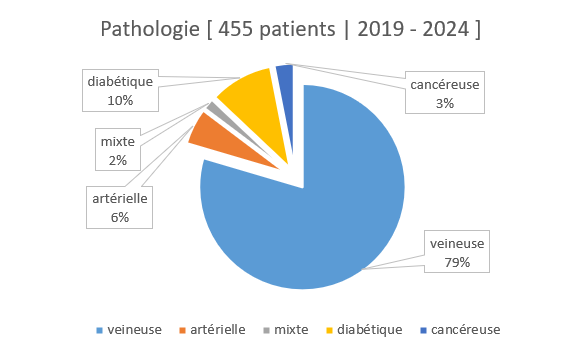 Pathologie [ 455 patients | 2019 - 2024 ]
diabétique
10%
cancéreuse
3%
mixte
2%
artérielle
6%
veineuse
79%
veineuse artérielle mixte diabétique cancéreuse